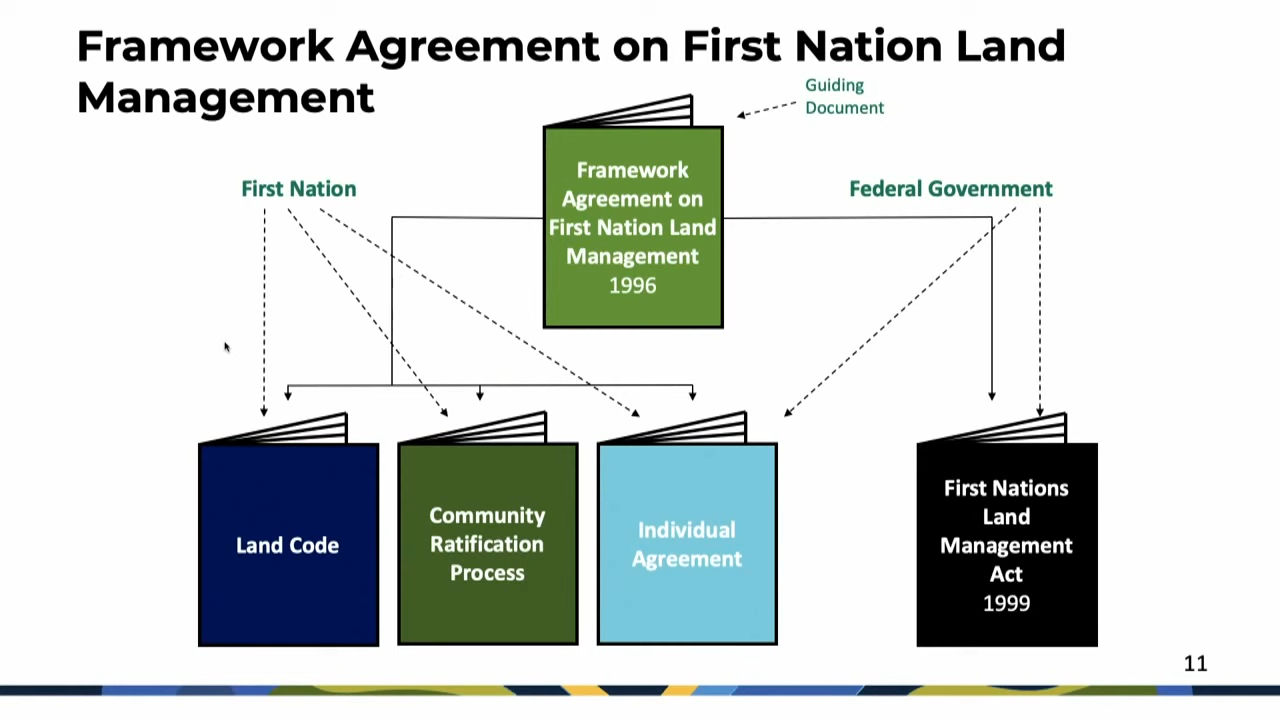 Framework Agreement on First Nation Land
Management
Guiding
Document
Framework
Agreement on
First Nation Land
Management
1996
First Nation
Federal Government
Land Code
Community
Ratification
Process
Individual
Agreement
First Nations
Land
Management
Act
1999
11